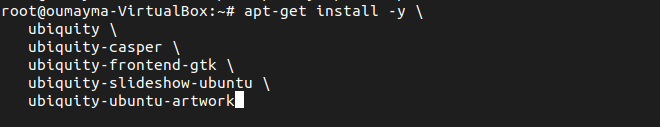 root@oumayma-VirtualBox:~# apt-get install -y \
ubiquity \
ubiquity-casper \
ubiquity-frontend-gtk \
ubiquity-slideshow-ubuntu \
ubiquity-ubuntu-artwork